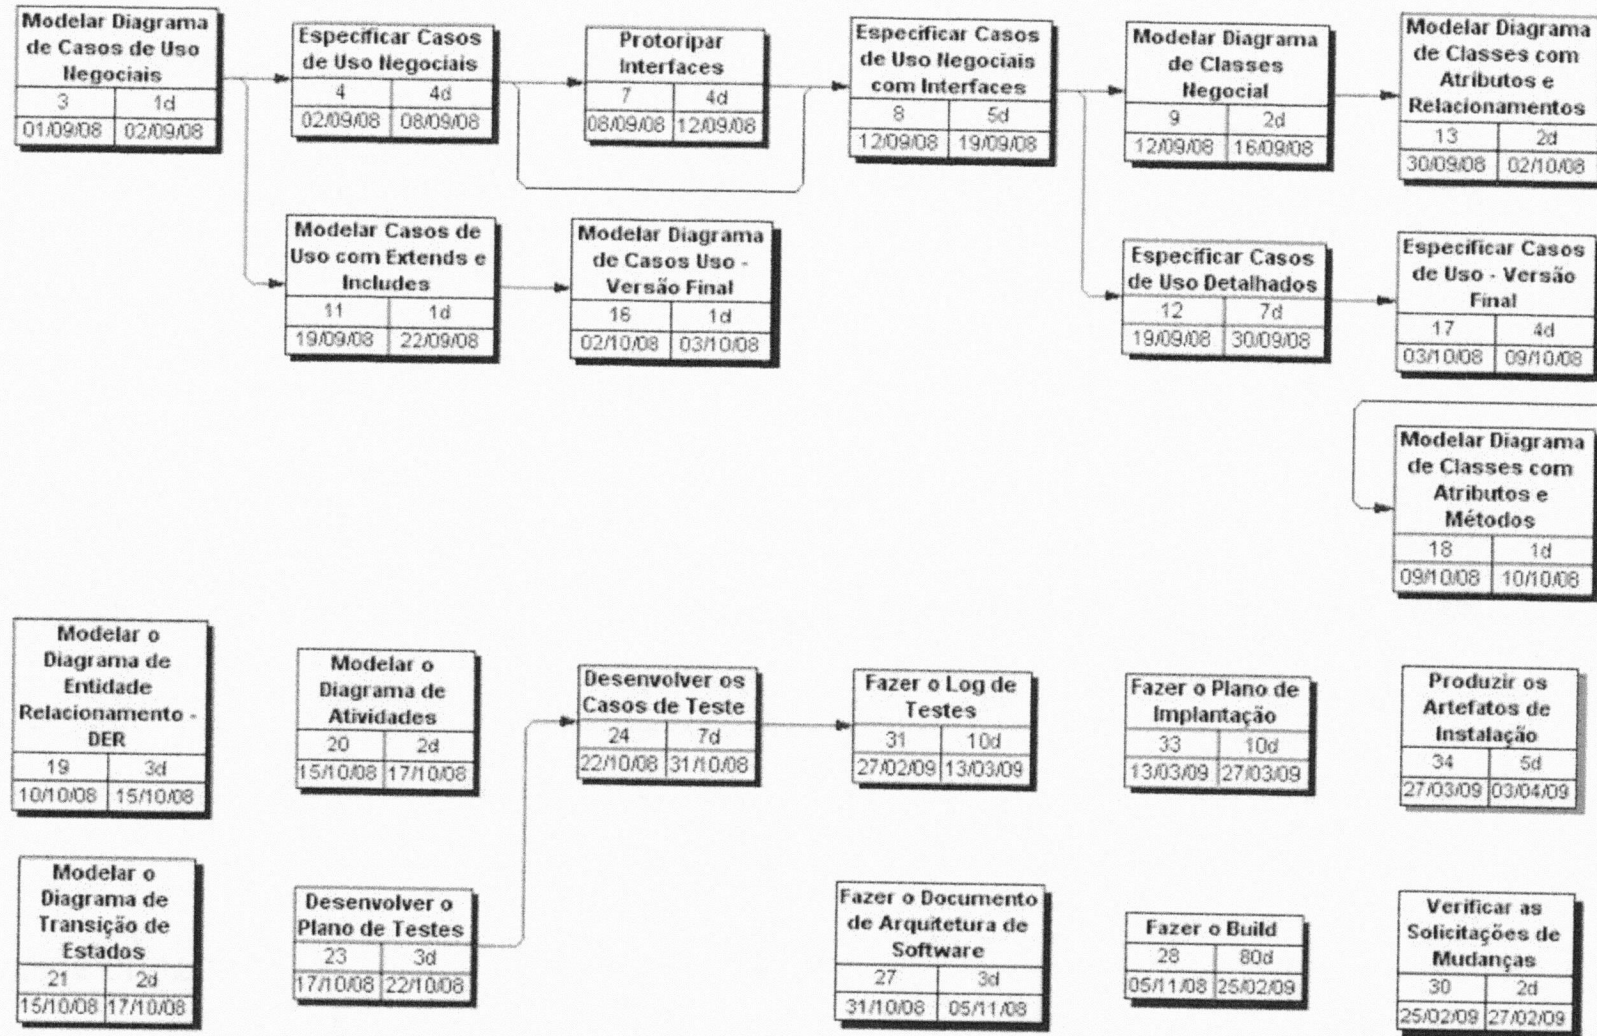 Modelar Diagrama
de Casos de Uso
Negociais
3 1d
01/09/08 02/09/08
Especificar Casos
de Uso Negociais
4 4d
02/09/08 08/09/08
Protoripar
Interfaces
7 4d
08/09/08 12/09/08
Especificar Casos
de Uso Negociais
com Interfaces
8 5d
12/09/08 19/09/08
Modelar Diagrama
de Classes
Negocial
9 2d
12/09/08 16/09/08
Modelar Diagrama
de Classes com
Atributos e
Relacionamentos
13 2d
30/09/08 02/10/08
Modelar Casos de
Uso com Extends e
Includes
11 1d
19/09/08 22/09/08
Modelar Diagrama
de Casos Uso -
Versão Final
16 1d
02/10/08 03/10/08
Especificar Casos
de Uso Detalhados
12 7d
19/09/08 30/09/08
Especificar Casos
de Uso - Versão
Final
17 4d
03/10/08 09/10/08
Modelar Diagrama
de Classes com
Atributos e
Métodos
18 1d
09/10/08 10/10/08
Modelar o
Diagrama de
Entidade
Relacionamento -
DER
19 3d
10/10/08 15/10/08
Modelar o
Diagrama de
Atividades
20 2d
15/10/08 17/10/08
Desenvolver os
Casos de Teste
24 7d
22/10/08 31/10/08
Fazer o Log de
Testes
31 10d
27/02/09 13/03/09
Fazer o Plano de
Implantação
33 10d
13/03/09 27/03/09
Produzir os
Artefatos de
Instalação
34 5d
27/03/09 03/04/09
Modelar o
Diagrama de
Transição de
Estados
21 2d
15/10/08 17/10/08
Desenvolver o
Plano de Testes
23 3d
17/10/08 22/10/08
Fazer o Documento
de Arquitetura de
Software
27 3d
31/10/08 05/11/08
Fazer o Build
28 80d
05/11/08 25/02/09
Verificar as
Solicitações de
Mudanças
30 2d
25/02/09 27/02/09